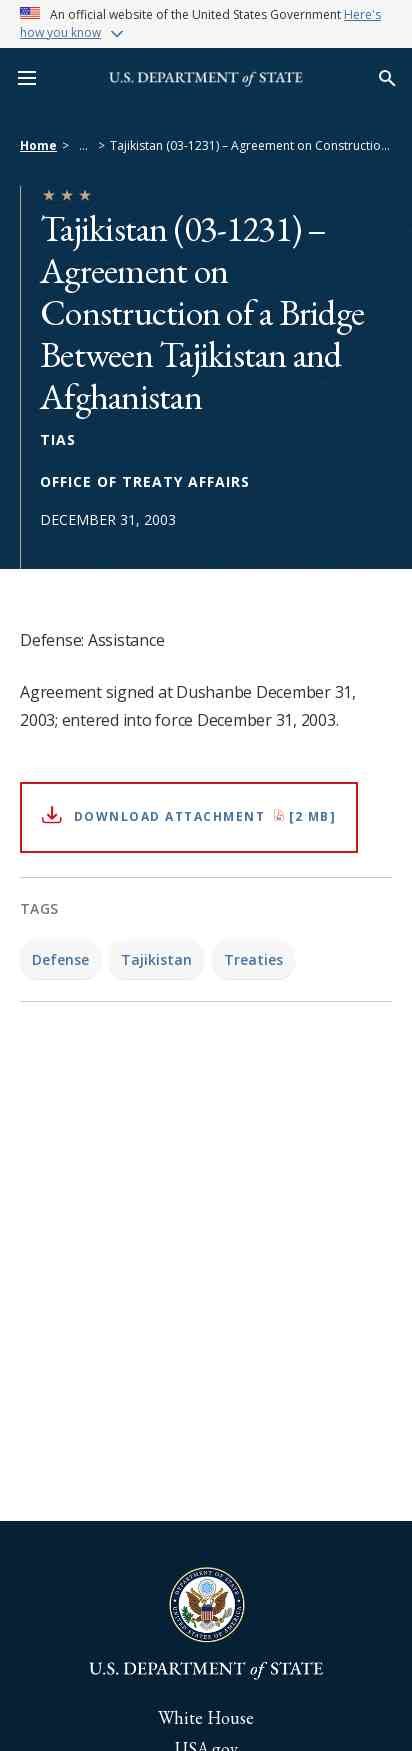 An official website of the United States Government Here's
how you know
U.S. DEPARTMENT of STATE
Home > ... > Tajikistan (03-1231) – Agreement on Constructio...
Tajikistan (03-1231) –
Agreement on
Construction of a Bridge
Between Tajikistan and
Afghanistan
TIAS
OFFICE OF TREATY AFFAIRS
DECEMBER 31, 2003
Defense: Assistance
Agreement signed at Dushanbe December 31,
2003; entered into force December 31, 2003.
DOWNLOAD ATTACHMENT [2 MB]
TAGS
Defense Tajikistan Treaties
DEPARTMENT OF STATE
UNITED STATES OF AMERICA
U.S. DEPARTMENT of STATE
White House
USA.gov